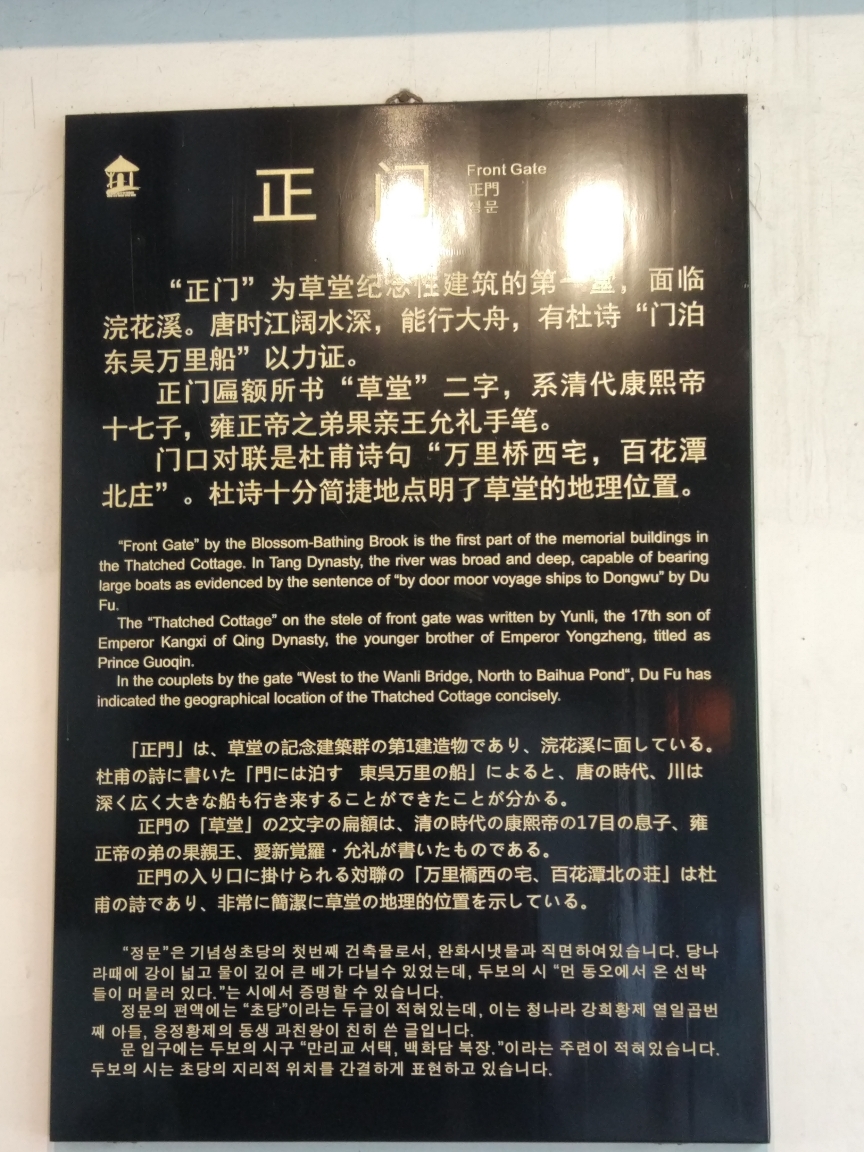 正 门
Front Gate
正門
정문
“正门”为草堂纪念性建筑的第一重，面临
浣花溪。唐时江阔水深，能行大舟，有杜诗“门泊
东吴万里船”以力证。
正门匾额所书“草堂”二字，系清代康熙帝
十七子，雍正帝之弟果亲王允礼手笔。
门口对联是杜甫诗句“万里桥西宅，百花潭
北庄”。杜诗十分简捷地点明了草堂的地理位置。
“Front Gate” by the Blossom-Bathing Brook is the first part of the memorial buildings in
the Thatched Cottage. In Tang Dynasty, the river was broad and deep, capable of bearing
large boats as evidenced by the sentence of “by door moor voyage ships to Dongwu” by Du
Fu.
The “Thatched Cottage” on the stele of front gate was written by Yunli, the 17th son of
Emperor Kangxi of Qing Dynasty, the younger brother of Emperor Yongzheng, titled as
Prince Guoqin.
In the couplets by the gate “West to the Wanli Bridge, North to Baihua Pond“, Du Fu has
indicated the geographical location of the Thatched Cottage concisely.
「正門」は、草堂の記念建築群の第1建造物であり、浣花溪に面している。
杜甫の詩に書いた「門には泊す　東呉万里の船」によると、唐の時代、川は
深く広く大きな船も行き来することができたことが分かる。
正門の「草堂」の2文字の扁額は、清の時代の康熙帝の17目の息子、雍
正帝の弟の果親王、愛新覚羅・允礼が書いたものである。
正門の入り口に掛けられる対聯の「万里橋西の宅、百花潭北の荘」は杜
甫の詩であり、非常に簡潔に草堂の地理的位置を示している。
“정문”은 기념성초당의 첫번째 건축물로서, 완화시냇물과 직면하여있습니다. 당나
라때에 강이 넓고 물이 깊어 큰 배가 다닐수 있었는데, 두보의 시 “먼 동오에서 온 선박
들이 머물러 있다.”는 시에서 증명할 수 있습니다.
정문의 편액에는 “초당”이라는 두글이 적혀있는데, 이는 청나라 강희황제 열일곱번
째 아들, 옹정황제의 동생 과친왕이 친히 쓴 글입니다.
문 입구에는 두보의 시구 “만리교 서택, 백화담 북장.”이라는 주련이 적혀있습니다.
두보의 시는 초당의 지리적 위치를 간결하게 표현하고 있습니다.